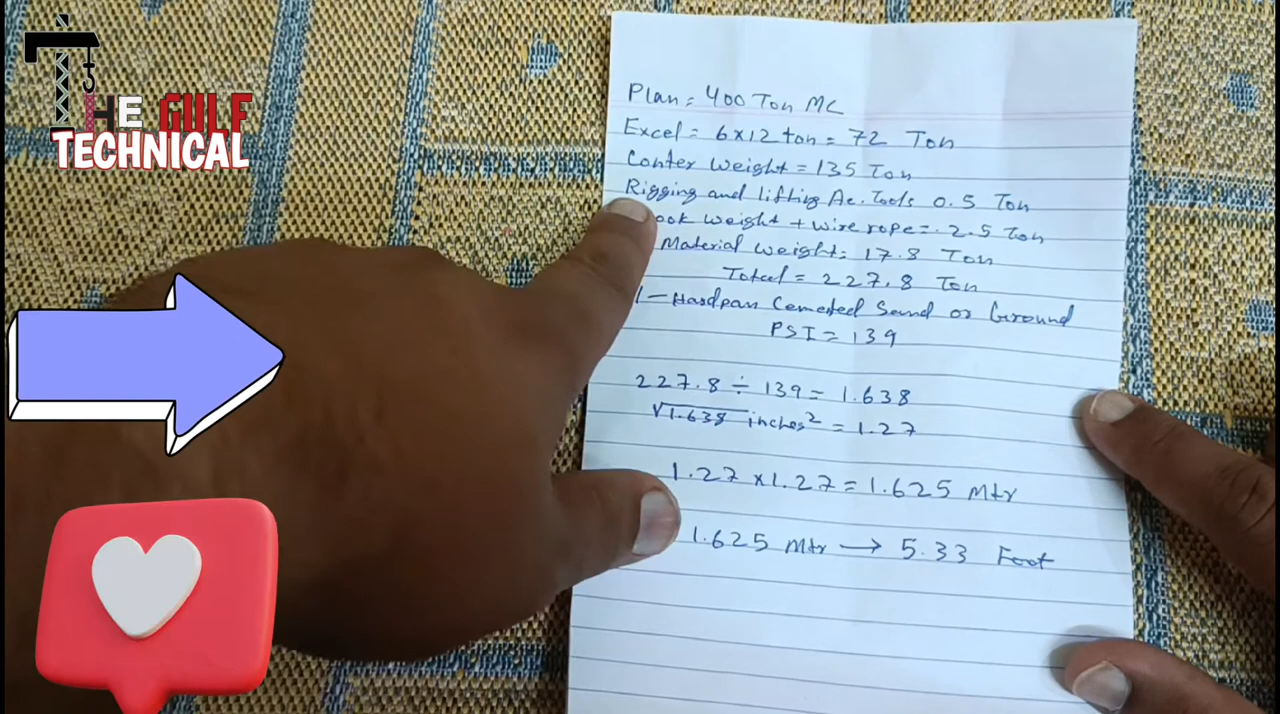 THE GULF
TECHNICAL
Plan = 400 Ton MC
Excel = 6x12 ton = 72 Ton
Conter weight = 135 Ton
Rigging and lifting Ac. Tools 0.5 Ton
ook weight + wire rope = 2.5 Ton
Material weight = 17.8 Ton
Total = 227.8 Ton
1 - Hardpan Cemented Sand or Ground
PSI = 139
227.8 ÷ 139 = 1.638
√1.638 inches² = 1.27
1.27 x 1.27 = 1.625 Mtr
1.625 Mtr → 5.33 Foot